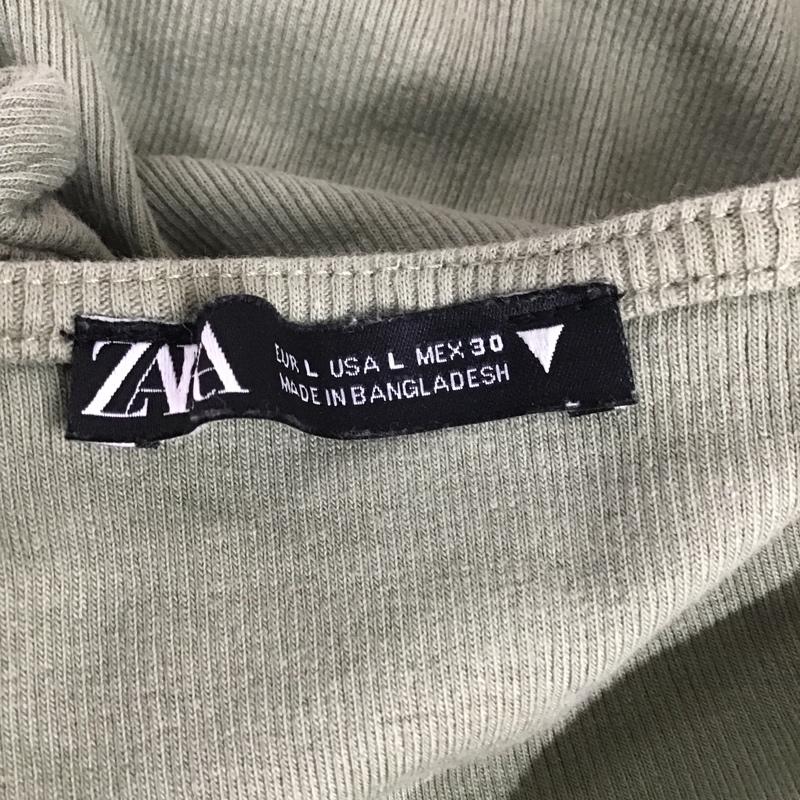 ZARA
EUR L USA L MEX 30
MADE IN BANGLADESH